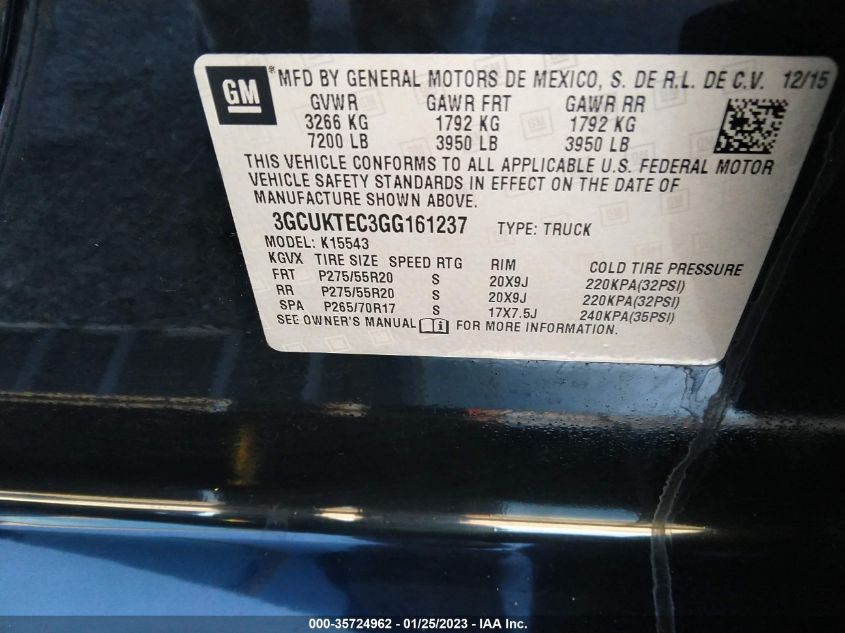 GM ® MFD BY GENERAL MOTORS DE MEXICO, S. DE R.L. DE C.V. 12/15
GVWR GAWR FRT GAWR RR
3266 KG 1792 KG 1792 KG
7200 LB 3950 LB 3950 LB
THIS VEHICLE CONFORMS TO ALL APPLICABLE U.S. FEDERAL MOTOR
VEHICLE SAFETY STANDARDS IN EFFECT ON THE DATE OF
MANUFACTURE SHOWN ABOVE.
3GCUKTEC3GG161237 TYPE: TRUCK
MODEL: K15543
KGVX TIRE SIZE SPEED RTG RIM COLD TIRE PRESSURE
FRT P275/55R20 S 20X9J 220KPA(32PSI)
RR P275/55R20 S 20X9J 220KPA(32PSI)
SPA P265/70R17 S 17X7.5J 240KPA(35PSI)
SEE OWNER'S MANUAL FOR MORE INFORMATION.
000-35724962 / 01/25/2023 - IAA Inc.